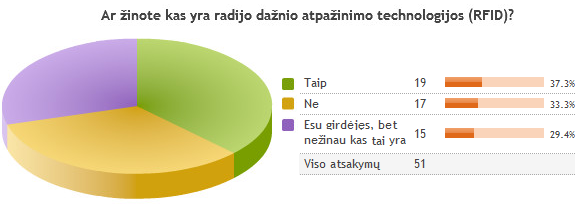 Ar žinote kas yra radijo dažnio atpažinimo technologijos (RFID)?
Taip 19 37.3%
Ne 17 33.3%
Esu girdėjęs, bet
nežinau kas tai yra 15 29.4%
Viso atsakymų 51